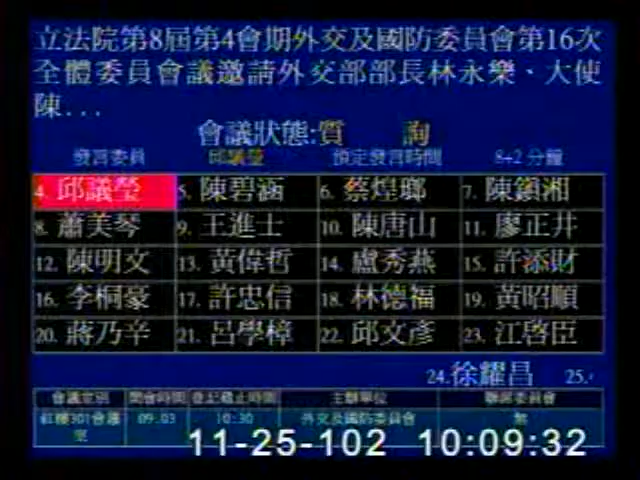 立法院第8屆第4會期外交及國防委員會第16次
全體委員會議邀請外交部部長林永樂、大使
陳...
會議狀態:質 詢
發言委員 邱議瑩 預定發言時間 8+2 分鐘
4. 邱議瑩 5. 陳碧涵 6. 蔡煌瑯 7. 陳鎮湘
8. 蕭美琴 9. 王進士 10. 陳唐山 11. 廖正井
12. 陳明文 13. 黃偉哲 14. 盧秀燕 15. 許添財
16. 李桐豪 17. 許忠信 18. 林德福 19. 黃昭順
20. 蔣乃辛 21. 呂學樟 22. 邱文彥 23. 江啓臣
24. 徐耀昌 25.
會議室別 開會時間 登記截止時間 主辦單位 聯席委員會
紅樓301會議 09.03 10:30 外交及國防委員會 無
室
11-25-102 10:09:32